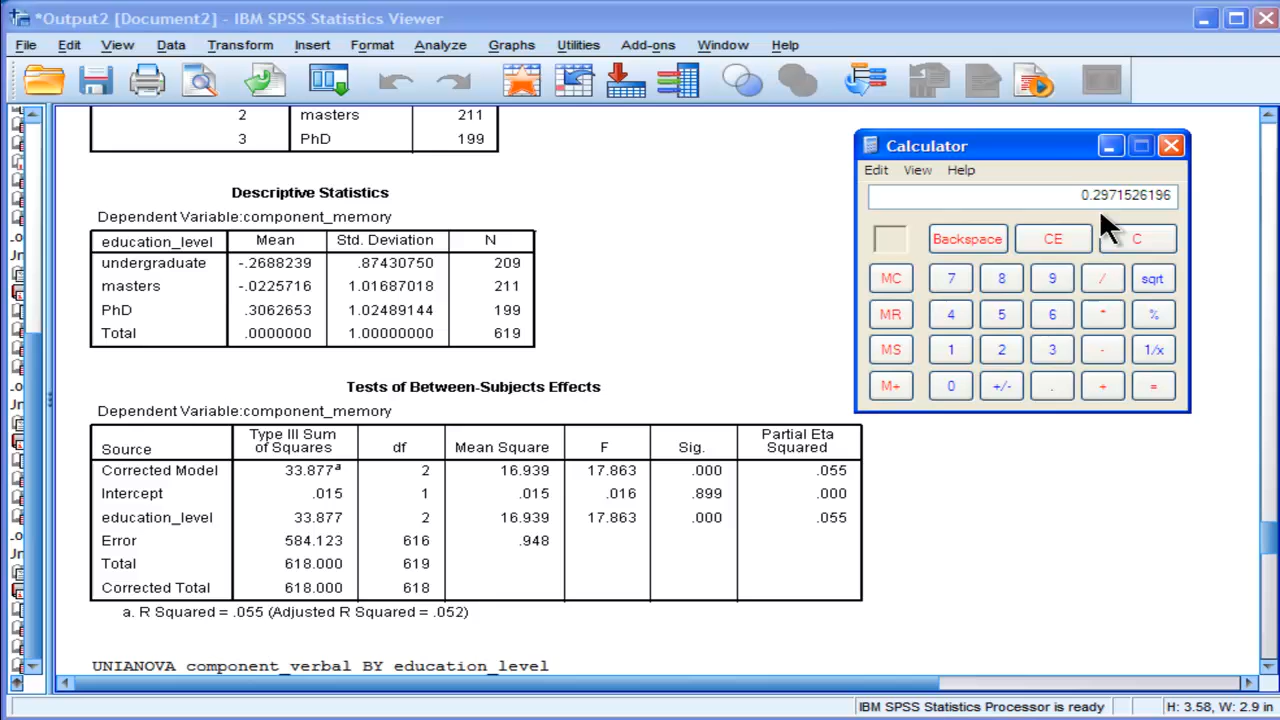 *Output2 [Document2] - IBM SPSS Statistics Viewer
File Edit View Data Transform Insert Format Analyze Graphs Utilities Add-ons Window Help
2 masters 211
3 PhD 199
Descriptive Statistics
Dependent Variable:component_memory
education_level Mean Std. Deviation N
undergraduate -.2688239 .87430750 209
masters -.0225716 1.01687018 211
PhD .3062653 1.02489144 199
Total .0000000 1.00000000 619
Tests of Between-Subjects Effects
Dependent Variable:component_memory
Source Type III Sum of Squares df Mean Square F Sig. Partial Eta Squared
Corrected Model 33.877a 2 16.939 17.863 .000 .055
Intercept .015 1 .015 .016 .899 .000
education_level 33.877 2 16.939 17.863 .000 .055
Error 584.123 616 .948
Total 618.000 619
Corrected Total 618.000 618
a. R Squared = .055 (Adjusted R Squared = .052)
UNIANOVA component_verbal BY education_level
Calculator
Edit View Help
0.2971526196
Backspace CE C
MC 7 8 9 / sqrt
MR 4 5 6 * %
MS 1 2 3 - 1/x
M+ 0 +/- . + =
IBM SPSS Statistics Processor is ready H: 3.58, W: 2.9 in